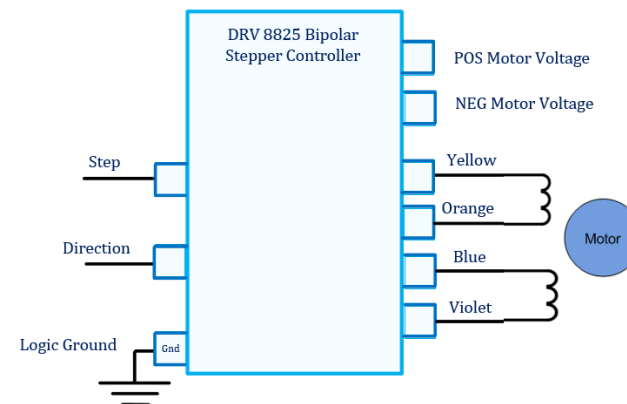 DRV 8825 Bipolar
Stepper Controller
POS Motor Voltage
NEG Motor Voltage
Step
Yellow
Orange
Direction
Blue
Motor
Violet
Logic Ground
Gnd